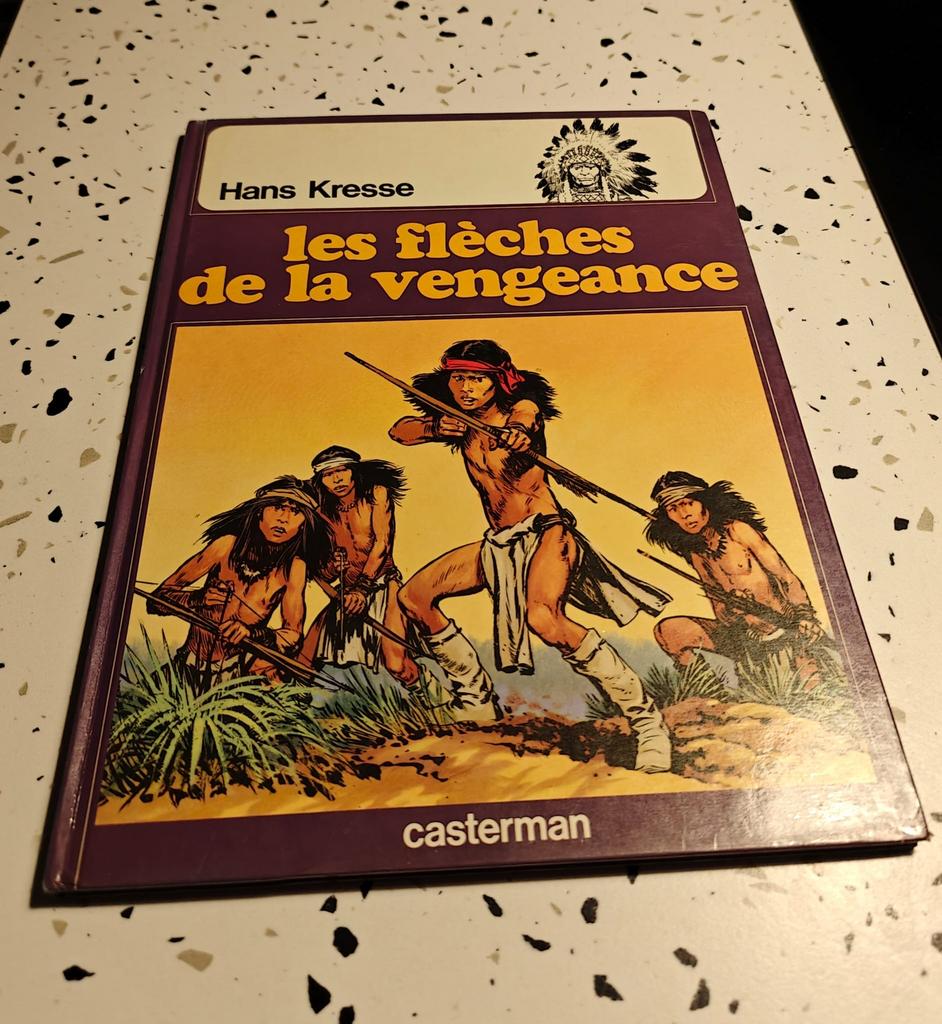 Hans Kresse
les flèches
de la vengeance
casterman